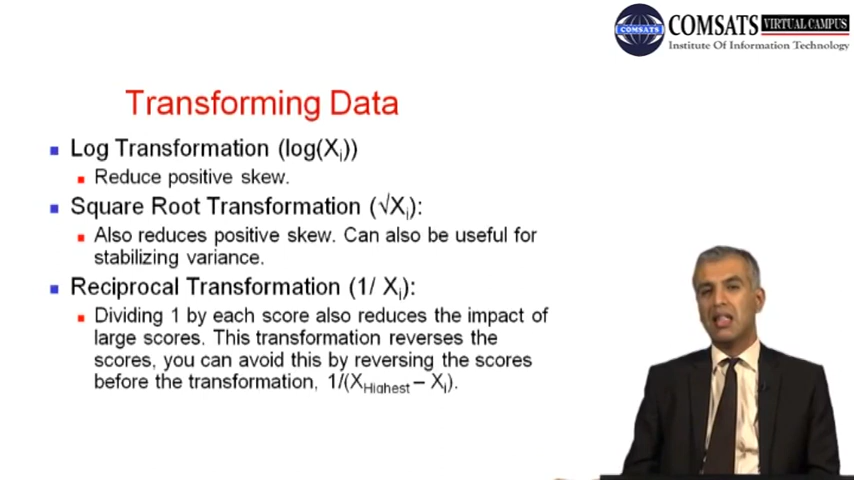 COMSATS VIRTUAL CAMPUS
COMSATS
Institute Of Information Technology
Transforming Data
Log Transformation (log(Xi))
Reduce positive skew.
Square Root Transformation (√Xi):
Also reduces positive skew. Can also be useful for
stabilizing variance.
Reciprocal Transformation (1/ Xi):
Dividing 1 by each score also reduces the impact of
large scores. This transformation reverses the
scores, you can avoid this by reversing the scores
before the transformation, 1/(XHighest – Xi).